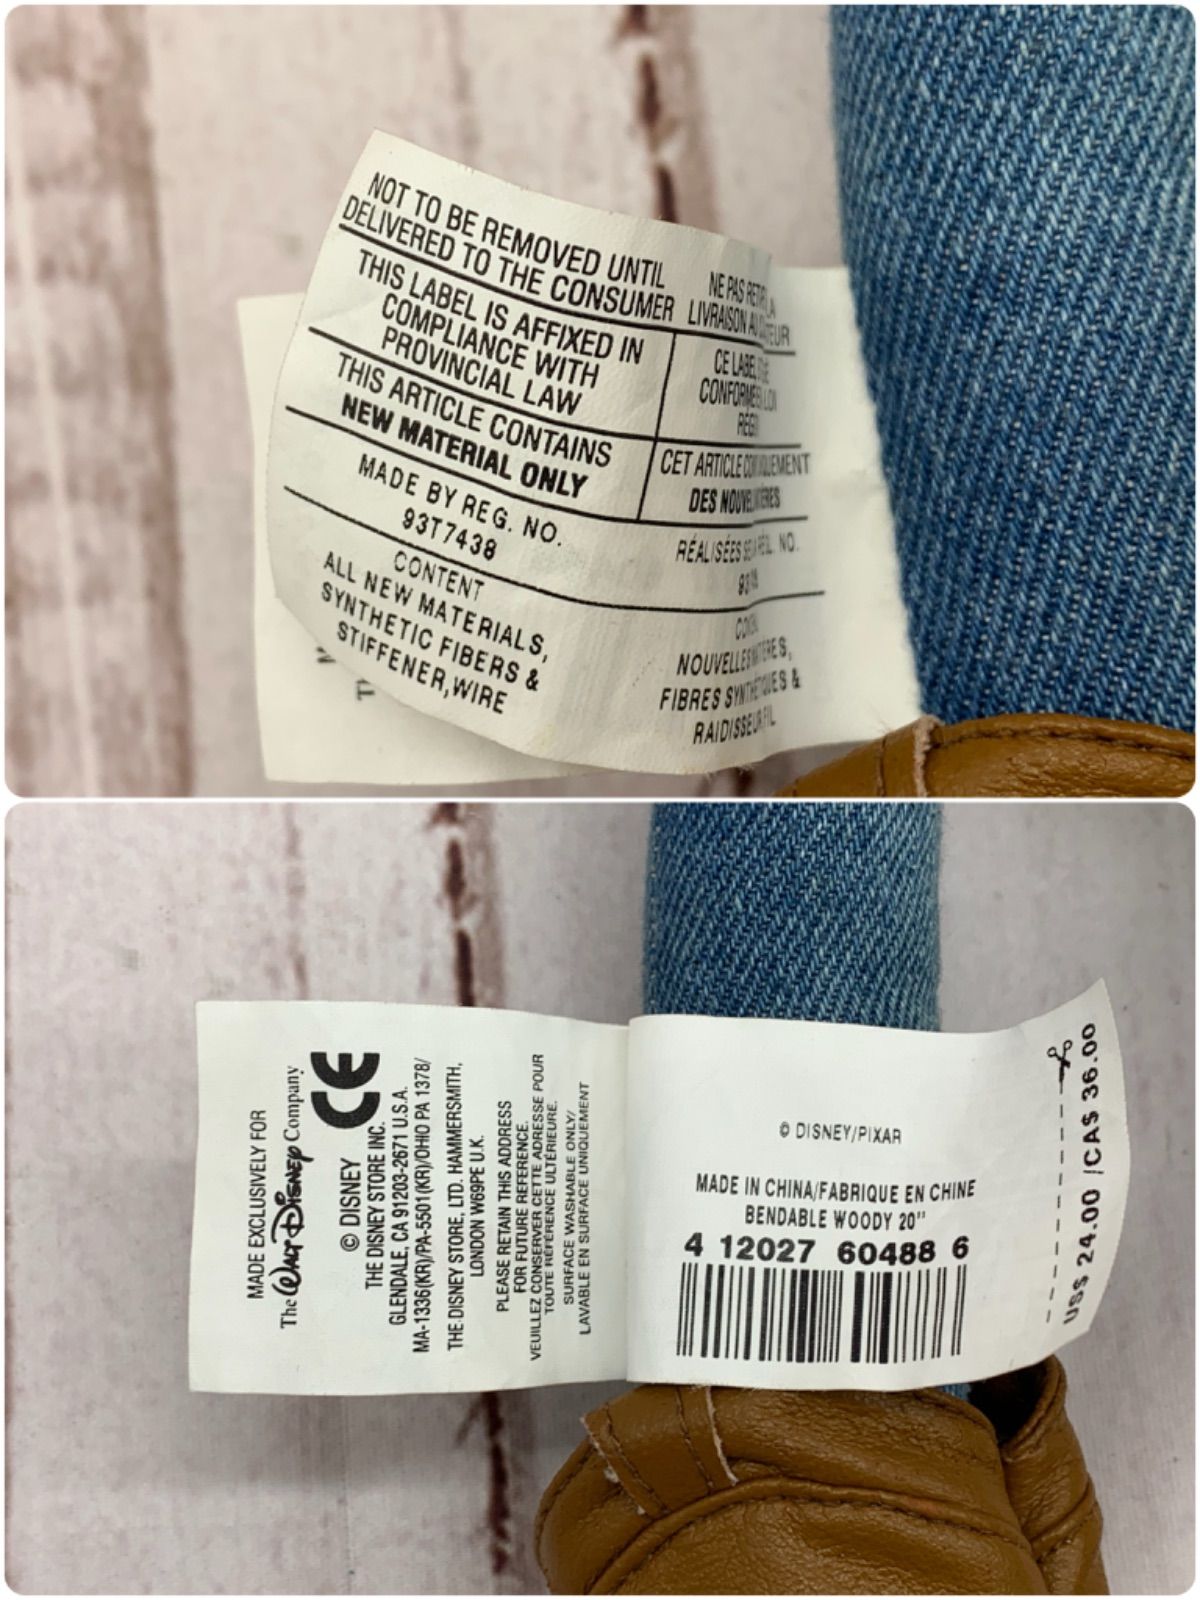 NOT TO BE REMOVED UNTIL
DELIVERED TO THE CONSUMER
THIS LABEL IS AFFIXED IN
COMPLIANCE WITH
PROVINCIAL LAW
THIS ARTICLE CONTAINS
NEW MATERIAL ONLY
MADE BY REG. NO.
93T7438
CONTENT
ALL NEW MATERIALS,
SYNTHETIC FIBERS &
STIFFENER,WIRE
NE PAS
LIVRAISON
CE LABEL
CONFORME
CET ARTICLE
DES
RÉALISÉES NO.
NOUVELLES
FIBRES &
MADE EXCLUSIVELY FOR
The WALT DISNEY Company
CE
© DISNEY
THE DISNEY STORE INC.
GLENDALE, CA 91203-2671 U.S.A.
MA-1336(KR)/PA-5501(KR)/OHIO PA 1378/
THE DISNEY STORE, LTD. HAMMERSMITH,
LONDON W69PE U.K.
PLEASE RETAIN THIS ADDRESS
FOR FUTURE REFERENCE.
VEUILLEZ CONSERVER CETTE ADRESSE POUR
TOUTE RÉFÉRENCE ULTÉRIEURE.
SURFACE WASHABLE ONLY/
LAVABLE EN SURFACE UNIQUEMENT
© DISNEY/PIXAR
MADE IN CHINA/FABRIQUE EN CHINE
BENDABLE WOODY 20"
4 12027 60488 6
US$ 24.00 /CA$ 36.00